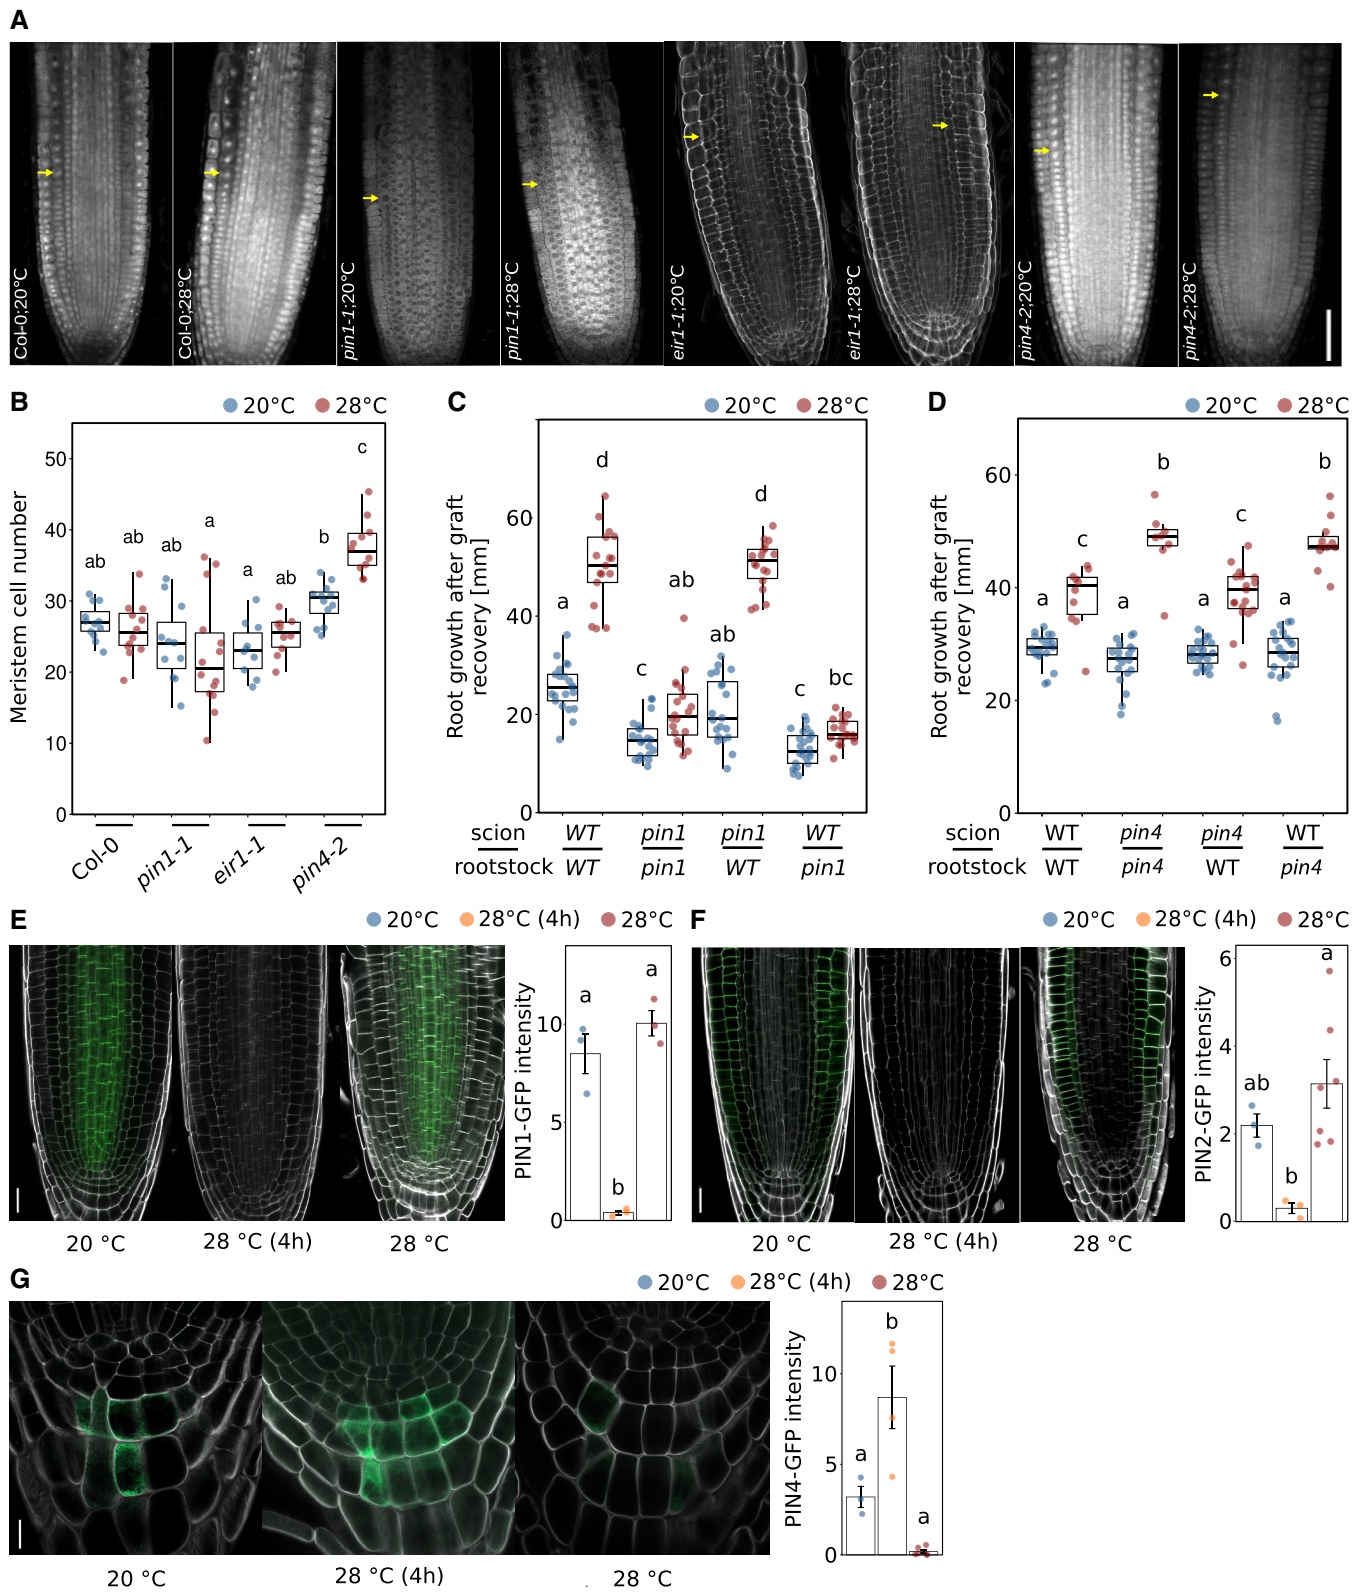 A
Col-0;20°C
Col-0;28°C
pin1-1;20°C
pin1-1;28°C
eir1-1;20°C
eir1-1;28°C
pin4-2;20°C
pin4-2;28°C
B
20°C 28°C
Meristem cell number
50
40
30
20
10
0
ab ab ab a a ab b c
Col-0 pin1-1 eir1-1 pin4-2
C
20°C 28°C
Root growth after graft
recovery [mm]
60
40
20
0
a d c ab ab d c bc
scion WT pin1 pin1 WT
rootstock WT pin1 WT pin1
D
20°C 28°C
Root growth after graft
recovery [mm]
60
40
20
0
a c a b a c a b
scion WT pin4 pin4 WT
rootstock WT pin4 WT pin4
E
20°C 28°C (4h) 28°C
20 °C 28 °C (4h) 28 °C
PIN1-GFP intensity
10
5
0
a b a
F
20°C 28°C (4h) 28°C
20 °C 28 °C (4h) 28 °C
PIN2-GFP intensity
6
4
2
0
ab b a
G
20°C 28°C (4h) 28°C
20 °C 28 °C (4h) 28 °C
PIN4-GFP intensity
10
5
0
a b a